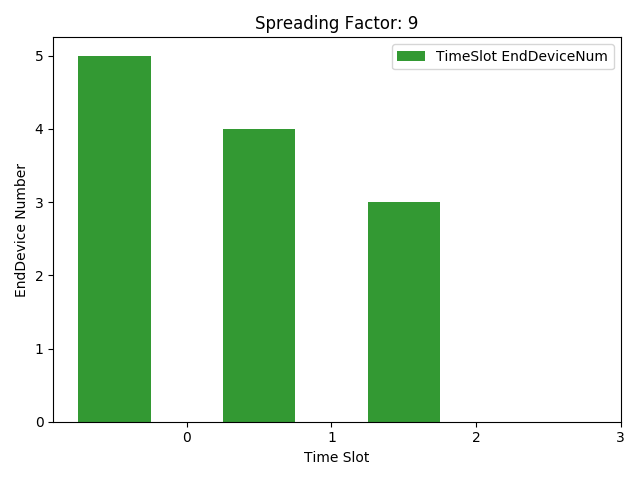 Spreading Factor: 9
TimeSlot EndDeviceNum
EndDevice Number
5
4
3
2
1
0
0 1 2 3
Time Slot